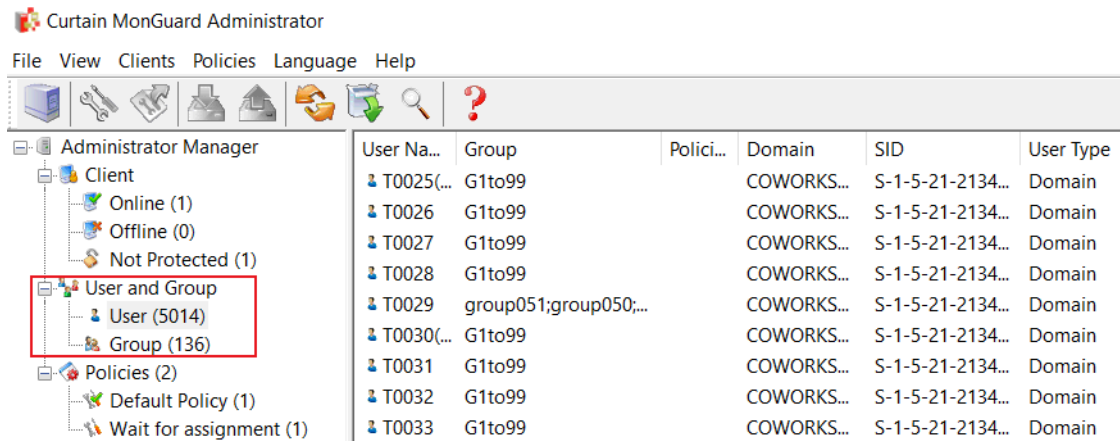 Curtain MonGuard Administrator
File View Clients Policies Language Help
Administrator Manager
Client
Online (1)
Offline (0)
Not Protected (1)
User and Group
User (5014)
Group (136)
Policies (2)
Default Policy (1)
Wait for assignment (1)
User Na... Group Polici... Domain SID User Type
T0025(... G1to99 COWORKS... S-1-5-21-2134... Domain
T0026 G1to99 COWORKS... S-1-5-21-2134... Domain
T0027 G1to99 COWORKS... S-1-5-21-2134... Domain
T0028 G1to99 COWORKS... S-1-5-21-2134... Domain
T0029 group051;group050;... COWORKS... S-1-5-21-2134... Domain
T0030(... G1to99 COWORKS... S-1-5-21-2134... Domain
T0031 G1to99 COWORKS... S-1-5-21-2134... Domain
T0032 G1to99 COWORKS... S-1-5-21-2134... Domain
T0033 G1to99 COWORKS... S-1-5-21-2134... Domain